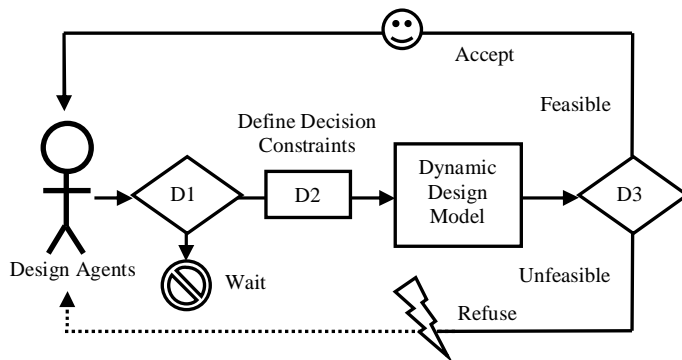 Accept
Feasible
Define Decision
Constraints
Dynamic
Design
Model
D1
D2
D3
Design Agents
Wait
Unfeasible
Refuse